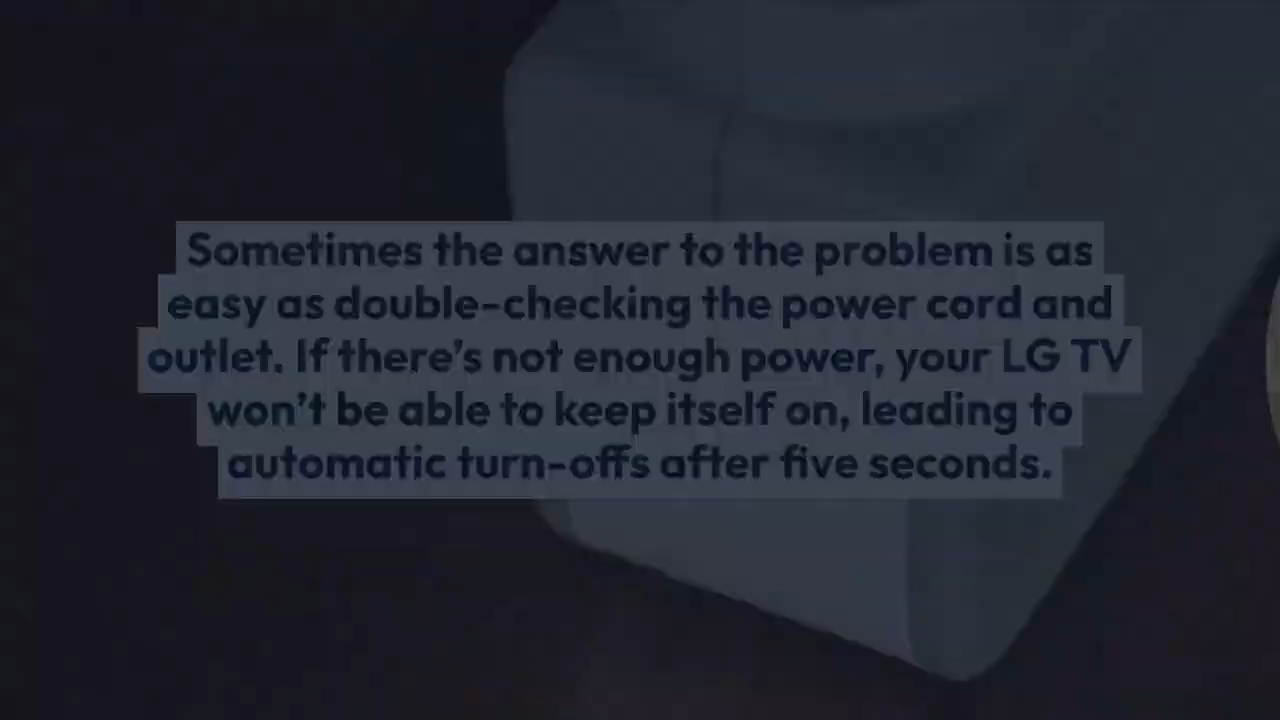 Sometimes the answer to the problem is as
easy as double-checking the power cord and
outlet. If there’s not enough power, your LG TV
won’t be able to keep itself on, leading to
automatic turn-offs after five seconds.